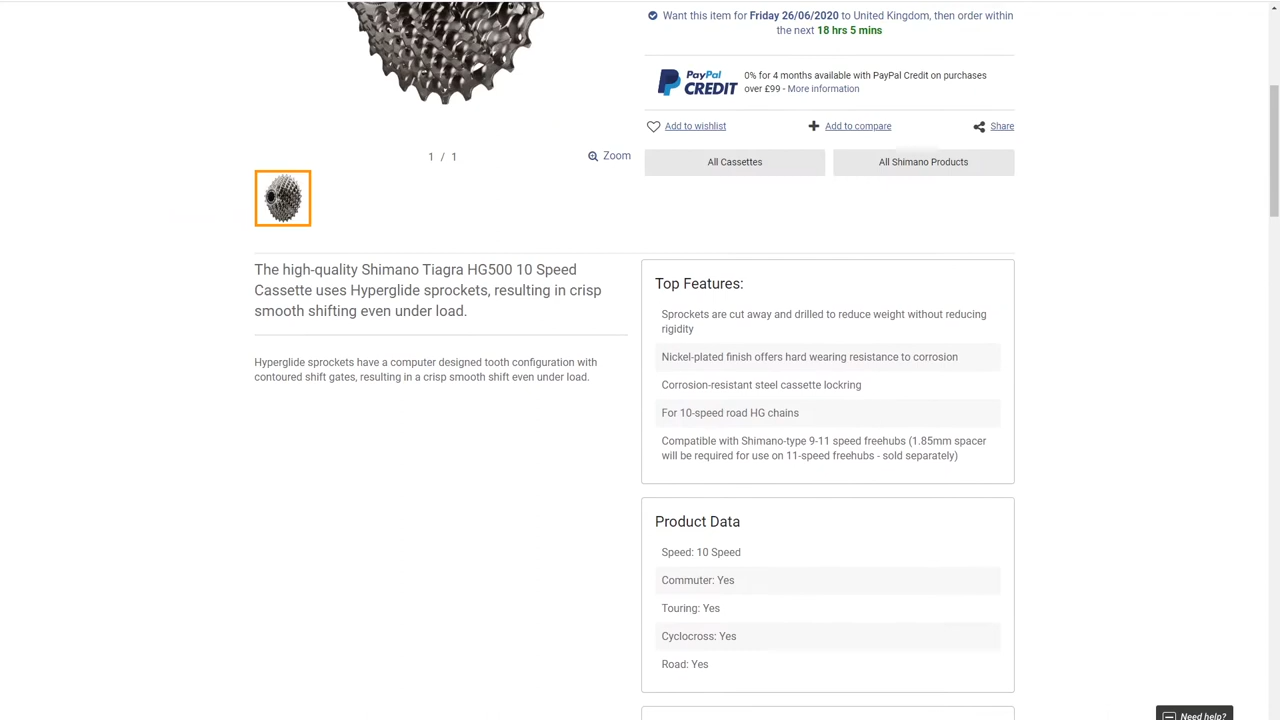 Want this item for Friday 26/06/2020 to United Kingdom, then order within
the next 18 hrs 5 mins
PayPal
CREDIT
0% for 4 months available with PayPal Credit on purchases
over £99 - More information
Add to wishlist
Add to compare
Share
1 / 1
Zoom
All Cassettes
All Shimano Products
The high-quality Shimano Tiagra HG500 10 Speed
Cassette uses Hyperglide sprockets, resulting in crisp
smooth shifting even under load.
Hyperglide sprockets have a computer designed tooth configuration with
contoured shift gates, resulting in a crisp smooth shift even under load.
Top Features:
Sprockets are cut away and drilled to reduce weight without reducing
rigidity
Nickel-plated finish offers hard wearing resistance to corrosion
Corrosion-resistant steel cassette lockring
For 10-speed road HG chains
Compatible with Shimano-type 9-11 speed freehubs (1.85mm spacer
will be required for use on 11-speed freehubs - sold separately)
Product Data
Speed: 10 Speed
Commuter: Yes
Touring: Yes
Cyclocross: Yes
Road: Yes
Need help?